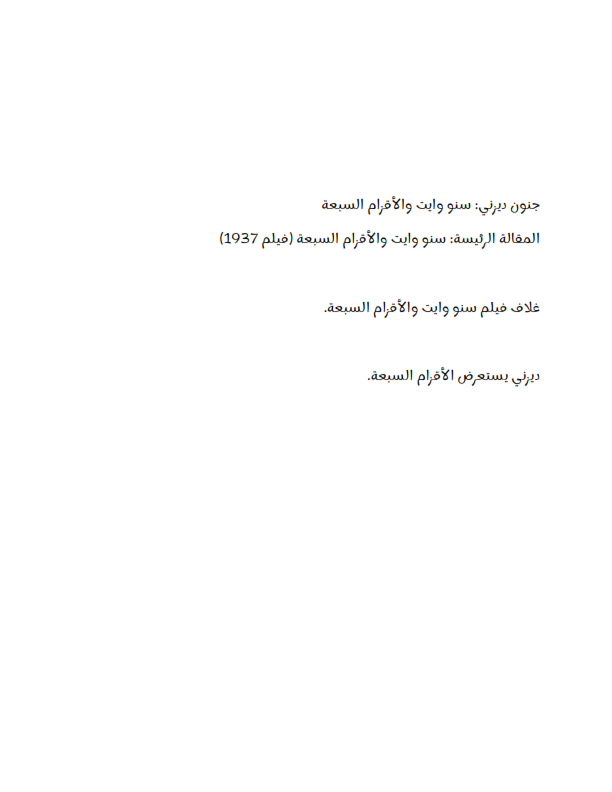 جنون ديزني: سنو وايت والأقزام السبعة
المقالة الرئيسة: سنو وايت والأقزام السبعة (فيلم 1937)
غلاف فيلم سنو وايت والأقزام السبعة.
ديزني يستعرض الأقزام السبعة.